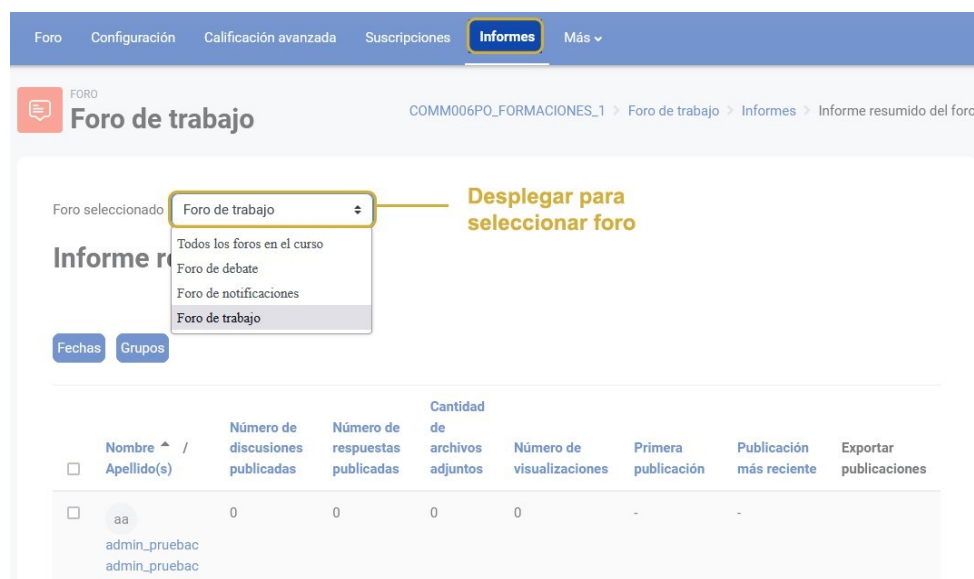 Foro Configuración Calificación avanzada Suscripciones Informes Más
FORO
Foro de trabajo
COMM006PO_FORMACIONES_1 > Foro de trabajo > Informes > Informe resumido del foro
Foro seleccionado Foro de trabajo
Desplegar para
seleccionar foro
Todos los foros en el curso
Foro de debate
Foro de notificaciones
Foro de trabajo
Informe
Fechas Grupos
Nombre / Apellido(s)
Número de
discusiones
publicadas
Número de
respuestas
publicadas
Cantidad
de
archivos
adjuntos
Número de
visualizaciones
Primera
publicación
Publicación
más reciente
Exportar
publicaciones
aa 0 0 0 0 - -
admin_pruebac
admin_pruebac